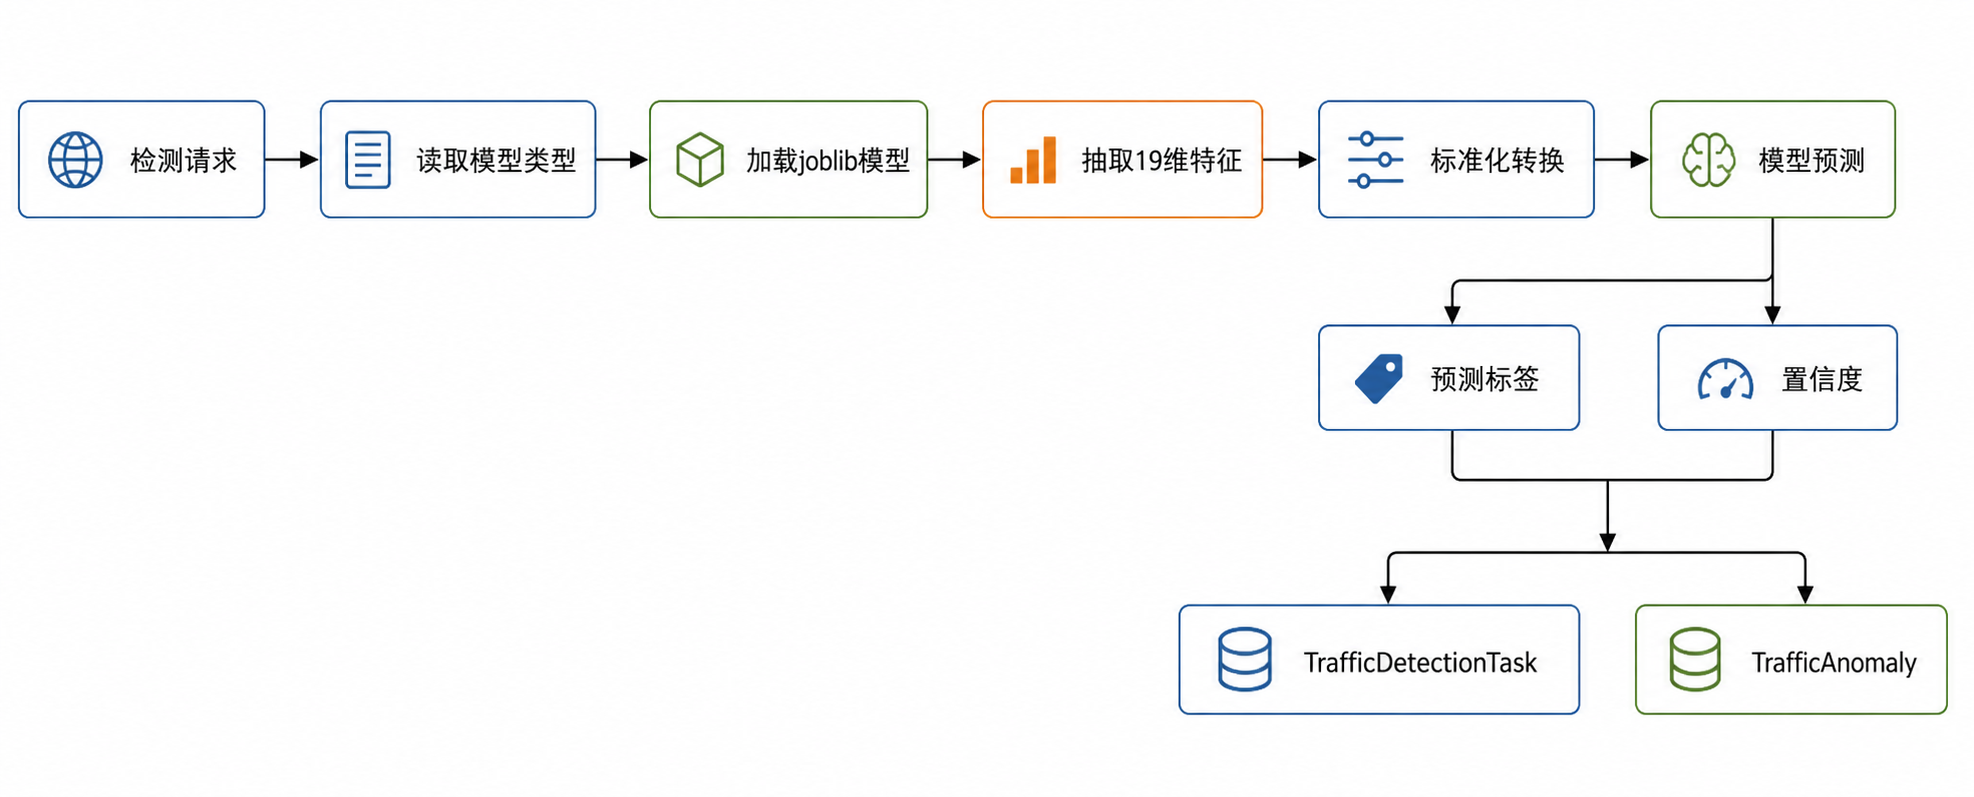 检测请求
读取模型类型
加载joblib模型
抽取19维特征
标准化转换
模型预测
预测标签
置信度
TrafficDetectionTask
TrafficAnomaly